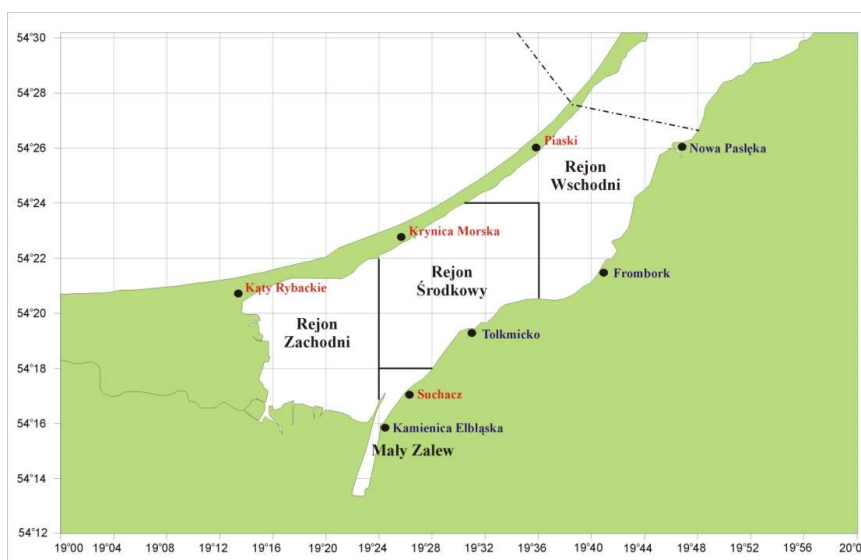 54°30
54°28
54°26
54°24
54°22
54°20
54°18
54°16
54°14
54°12
Piaski
Nowa Pasłęka
Rejon
Wschodni
Krynica Morska
Rejon
Środkowy
Frombork
Kąty Rybackie
Rejon
Zachodni
Tolkmicko
Suchacz
Kamienica Elbląska
Mały Zalew
19°00 19°04 19°08 19°12 19°16 19°20 19°24 19°28 19°32 19°36 19°40 19°44 19°48 19°56 20°0